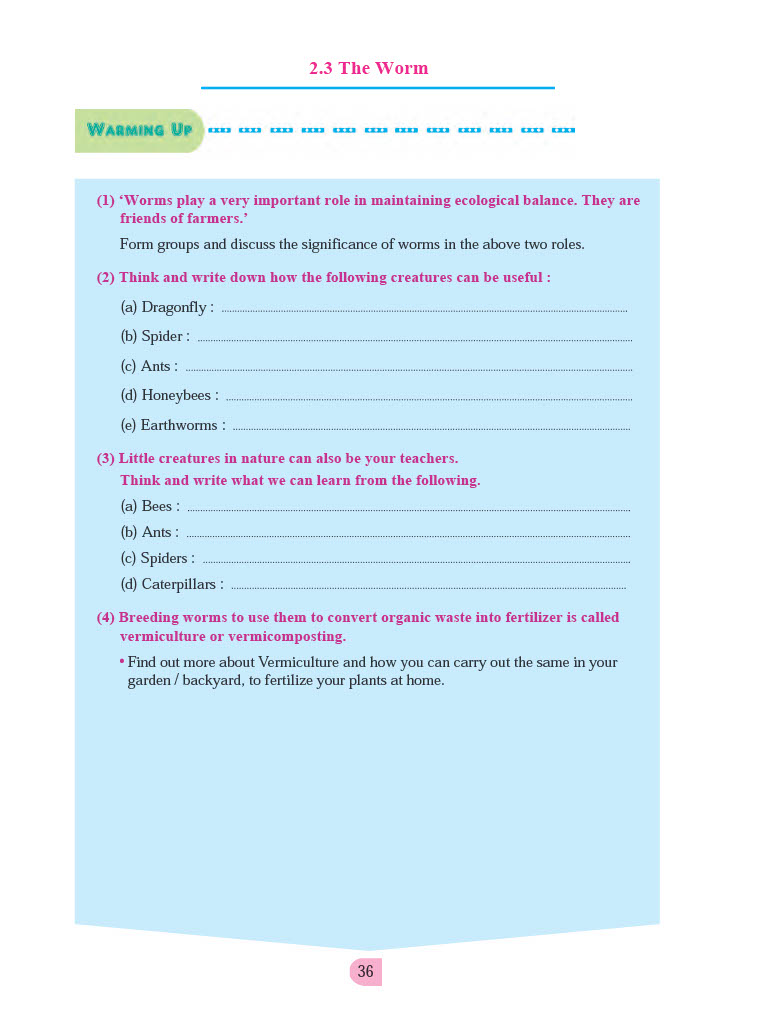 2.3 The Worm
WARMING UP
(1) ‘Worms play a very important role in maintaining ecological balance. They are
friends of farmers.’
Form groups and discuss the significance of worms in the above two roles.
(2) Think and write down how the following creatures can be useful :
(a) Dragonfly : ................................................................
(b) Spider : ................................................................
(c) Ants : ................................................................
(d) Honeybees : ................................................................
(e) Earthworms : ................................................................
(3) Little creatures in nature can also be your teachers.
Think and write what we can learn from the following.
(a) Bees : ................................................................
(b) Ants : ................................................................
(c) Spiders : ................................................................
(d) Caterpillars : ................................................................
(4) Breeding worms to use them to convert organic waste into fertilizer is called
vermiculture or vermicomposting.
• Find out more about Vermiculture and how you can carry out the same in your
garden / backyard, to fertilize your plants at home.
36